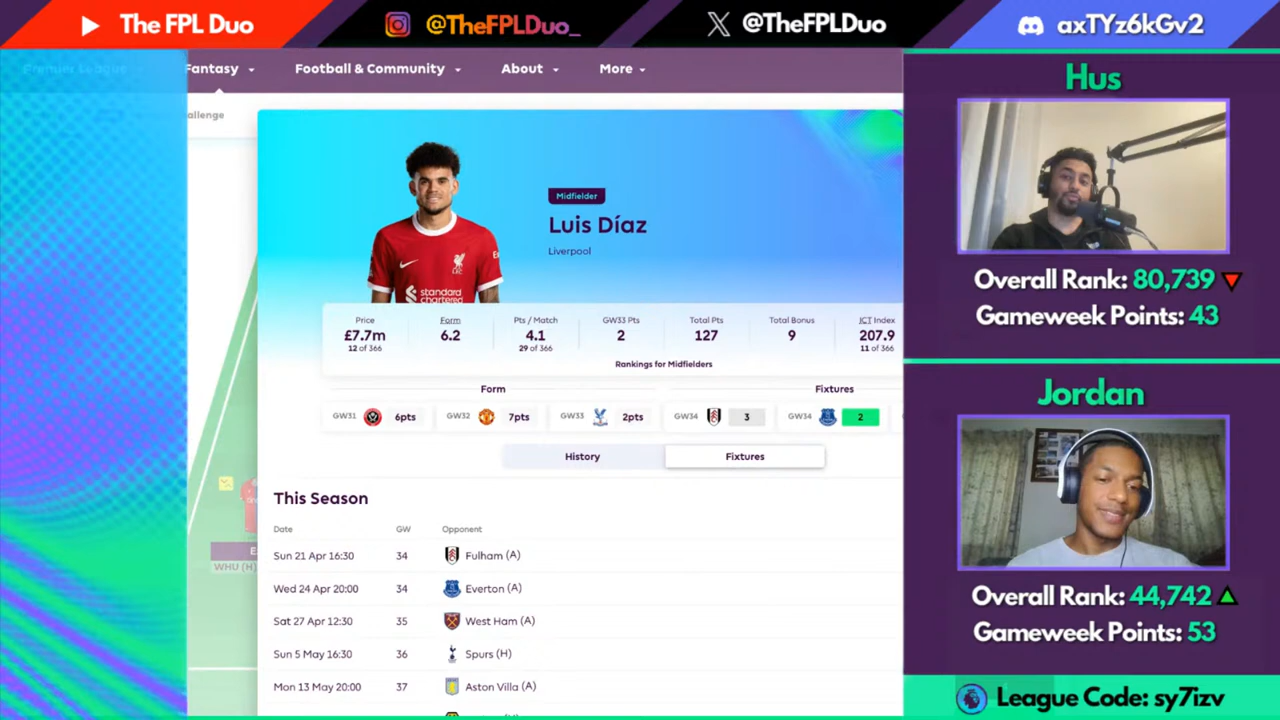 The FPL Duo
@TheFPLDuo_
@TheFPLDuo
axTYz6kGv2
Premier League
Fantasy
Football & Community
About
More
allenge
Midfielder
Luis Díaz
Liverpool
standard
chartered
Price
£7.7m
12 of 366
Form
6.2
Pts / Match
4.1
29 of 366
GW33 Pts
2
Total Pts
127
Total Bonus
9
ICT Index
207.9
11 of 366
Rankings for Midfielders
Form
Fixtures
GW31 6pts
GW32 7pts
GW33 2pts
GW34 3
GW34 2
History
Fixtures
This Season
Date GW Opponent
Sun 21 Apr 16:30 34 Fulham (A)
Wed 24 Apr 20:00 34 Everton (A)
Sat 27 Apr 12:30 35 West Ham (A)
Sun 5 May 16:30 36 Spurs (H)
Mon 13 May 20:00 37 Aston Villa (A)
WHU (H)
Hus
Overall Rank: 80,739
Gameweek Points: 43
Jordan
Overall Rank: 44,742
Gameweek Points: 53
League Code: sy7izv